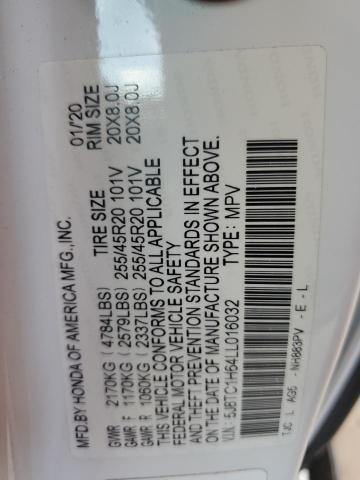 MFD.BY HONDA OF AMERICA MFG.,INC. 01/'20
TIRE SIZE RIM SIZE
GVWR 2170KG (4784LBS)
GAWR F 1170KG (2579LBS) 255/45R20 101V 20X8.0J
GAWR R 1060KG (2337LBS) 255/45R20 101V 20X8.0J
THIS VEHICLE CONFORMS TO ALL APPLICABLE
FEDERAL MOTOR VEHICLE SAFETY
AND THEFT PREVENTION STANDARDS IN EFFECT
ON THE DATE OF MANUFACTURE SHOWN ABOVE.
V.I.N.: 5J8TC1H64LL016032 TYPE: MPV
TJC L AG5 - NH883PV - E - L